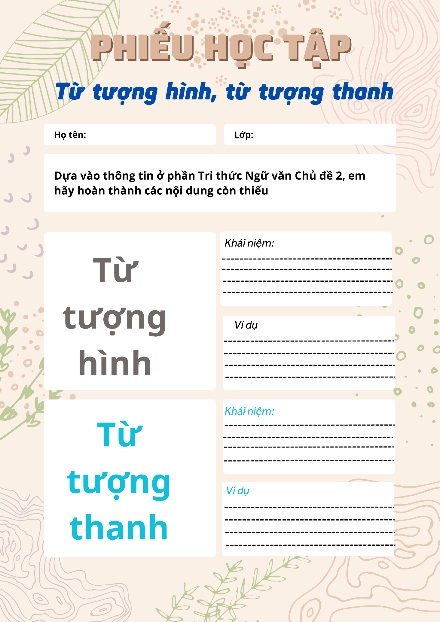 PHIẾU HỌC TẬP
Từ tượng hình, từ tượng thanh
Họ tên:
Lớp:
Dựa vào thông tin ở phần Tri thức Ngữ văn Chủ đề 2, em
hãy hoàn thành các nội dung còn thiếu
Từ
tượng
hình
Khái niệm:
Ví dụ
Từ
tượng
thanh
Khái niệm:
Ví dụ